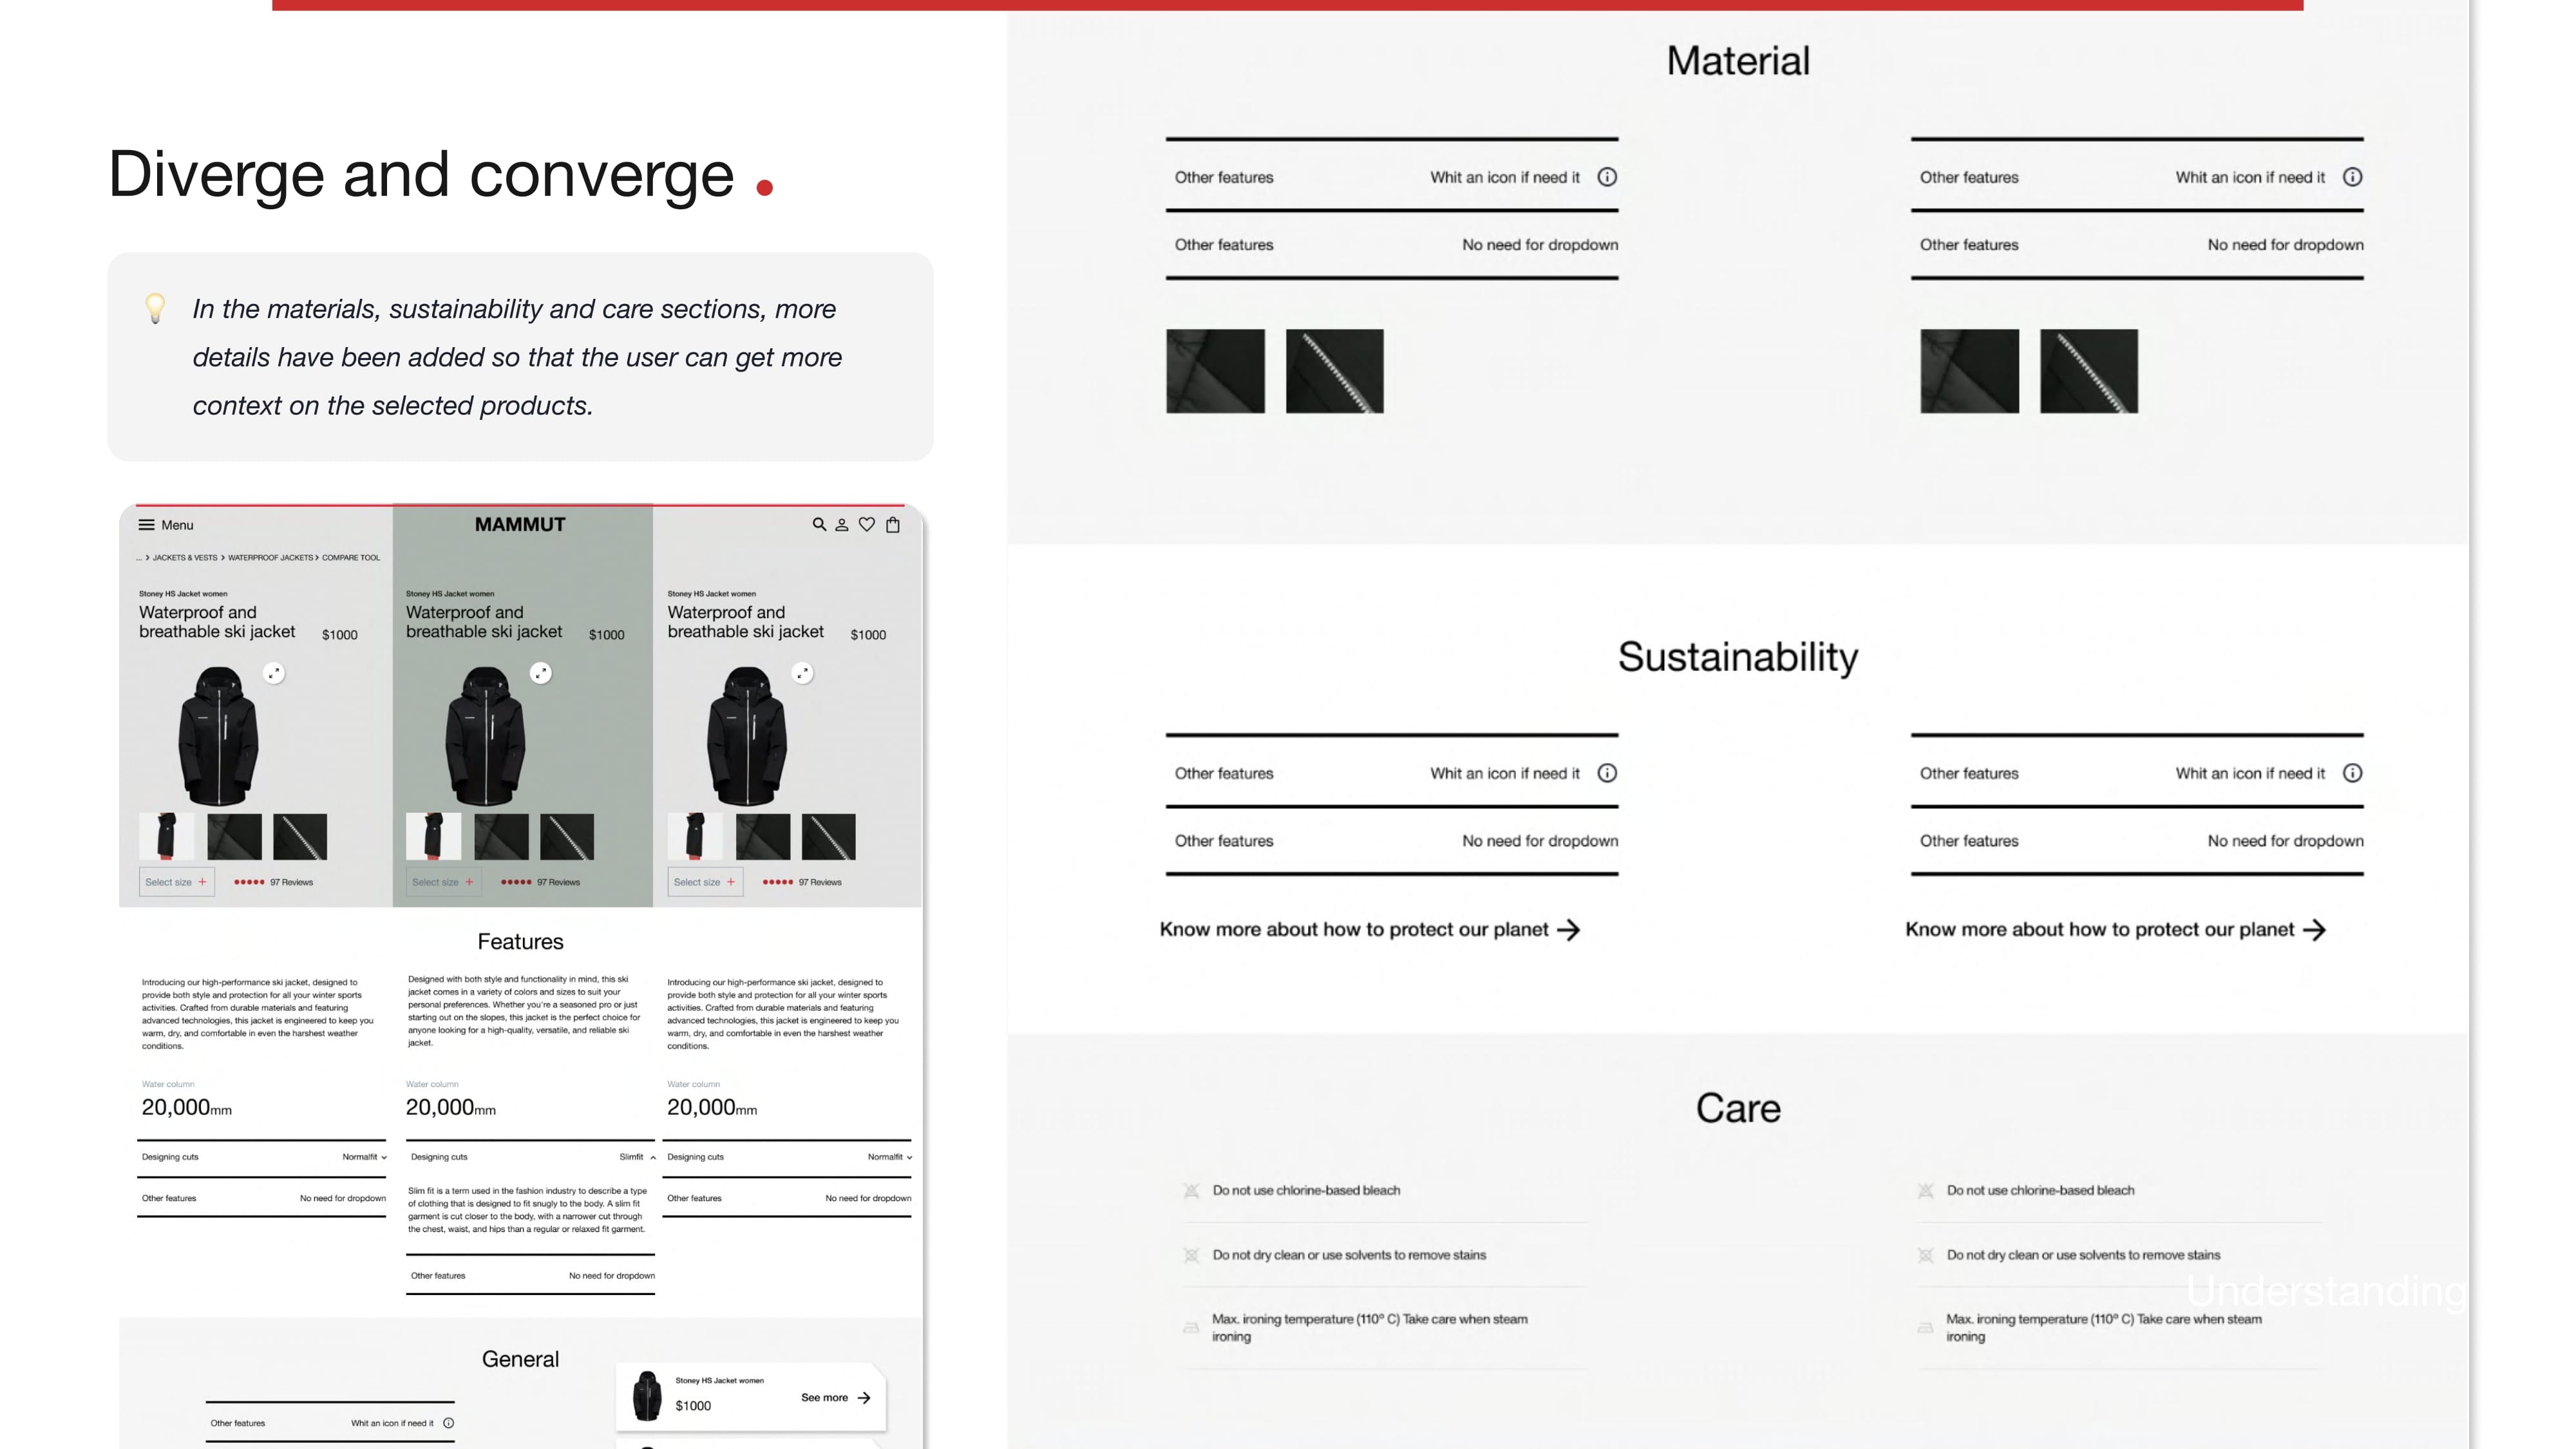 Diverge and converge .
In the materials, sustainability and care sections, more
details have been added so that the user can get more
context on the selected products.
Menu
MAMMUT
... > JACKETS & VESTS > WATERPROOF JACKETS > COMPARE TOOL
Stoney HS Jacket women
Waterproof and
breathable ski jacket
$1000
Select size +
97 Reviews
Stoney HS Jacket women
Waterproof and
breathable ski jacket
$1000
Select size +
97 Reviews
Stoney HS Jacket women
Waterproof and
breathable ski jacket
$1000
Select size +
97 Reviews
Features
Introducing our high-performance ski jacket, designed to
provide both style and protection for all your winter sports
activities. Crafted from durable materials and featuring
advanced technologies, this jacket is engineered to keep you
warm, dry, and comfortable in even the harshest weather
conditions.
Water column
20,000mm
Designing cuts Normalfit
Other features No need for dropdown
Designed with both style and functionality in mind, this ski
jacket comes in a variety of colors and sizes to suit your
personal preferences. Whether you're a seasoned pro or just
starting out on the slopes, this jacket is the perfect choice for
anyone looking for a high-quality, versatile, and reliable ski
jacket.
Water column
20,000mm
Designing cuts Slimfit
Slim fit is a term used in the fashion industry to describe a type
of clothing that is designed to fit snugly to the body. A slim fit
garment is cut closer to the body, with a narrower cut through
the chest, waist, and hips than a regular or relaxed fit garment.
Other features No need for dropdown
Introducing our high-performance ski jacket, designed to
provide both style and protection for all your winter sports
activities. Crafted from durable materials and featuring
advanced technologies, this jacket is engineered to keep you
warm, dry, and comfortable in even the harshest weather
conditions.
Water column
20,000mm
Designing cuts Normalfit
Other features No need for dropdown
General
Other features Whit an icon if need it
Stoney HS Jacket women
$1000
See more
Material
Other features Whit an icon if need it
Other features No need for dropdown
Other features Whit an icon if need it
Other features No need for dropdown
Sustainability
Other features Whit an icon if need it
Other features No need for dropdown
Know more about how to protect our planet
Other features Whit an icon if need it
Other features No need for dropdown
Know more about how to protect our planet
Care
Do not use chlorine-based bleach
Do not dry clean or use solvents to remove stains
Max. ironing temperature (110º C) Take care when steam
ironing
Do not use chlorine-based bleach
Do not dry clean or use solvents to remove stains
Max. ironing temperature (110º C) Take care when steam
ironing
Understanding